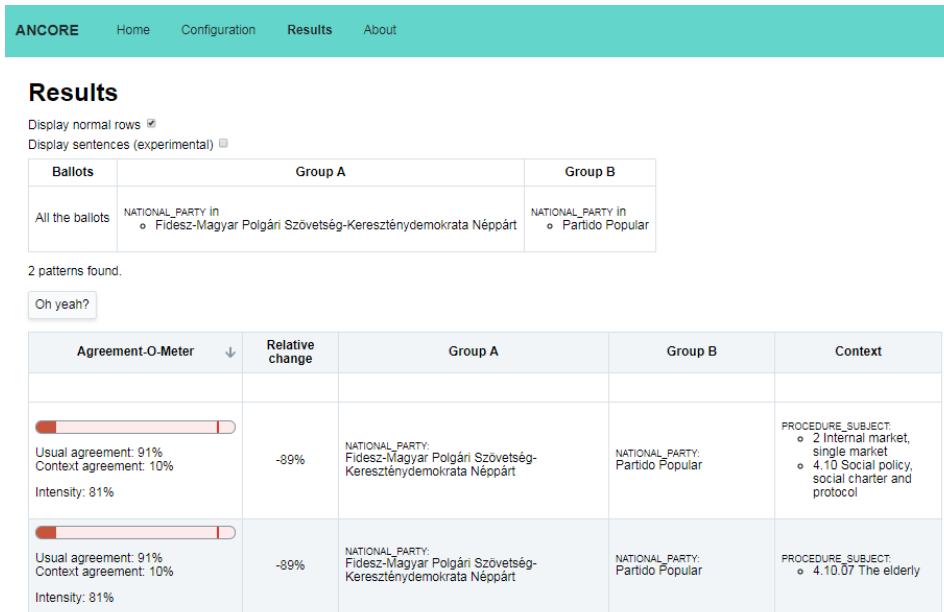 ANCORE Home Configuration Results About
Results
Display normal rows
Display sentences (experimental)
Ballots Group A Group B
All the ballots
NATIONAL_PARTY in
Fidesz-Magyar Polgári Szövetség-Kereszténydemokrata Néppárt
NATIONAL_PARTY in
Partido Popular
2 patterns found.
Oh yeah?
Agreement-O-Meter ↓ Relative change Group A Group B Context
Usual agreement: 91%
Context agreement: 10%
Intensity: 81%
-89%
NATIONAL_PARTY:
Fidesz-Magyar Polgári Szövetség-
Kereszténydemokrata Néppárt
NATIONAL_PARTY:
Partido Popular
PROCEDURE_SUBJECT:
2 Internal market,
single market
4.10 Social policy,
social charter and
protocol
Usual agreement: 91%
Context agreement: 10%
Intensity: 81%
-89%
NATIONAL_PARTY:
Fidesz-Magyar Polgári Szövetség-
Kereszténydemokrata Néppárt
NATIONAL_PARTY:
Partido Popular
PROCEDURE_SUBJECT:
4.10.07 The elderly